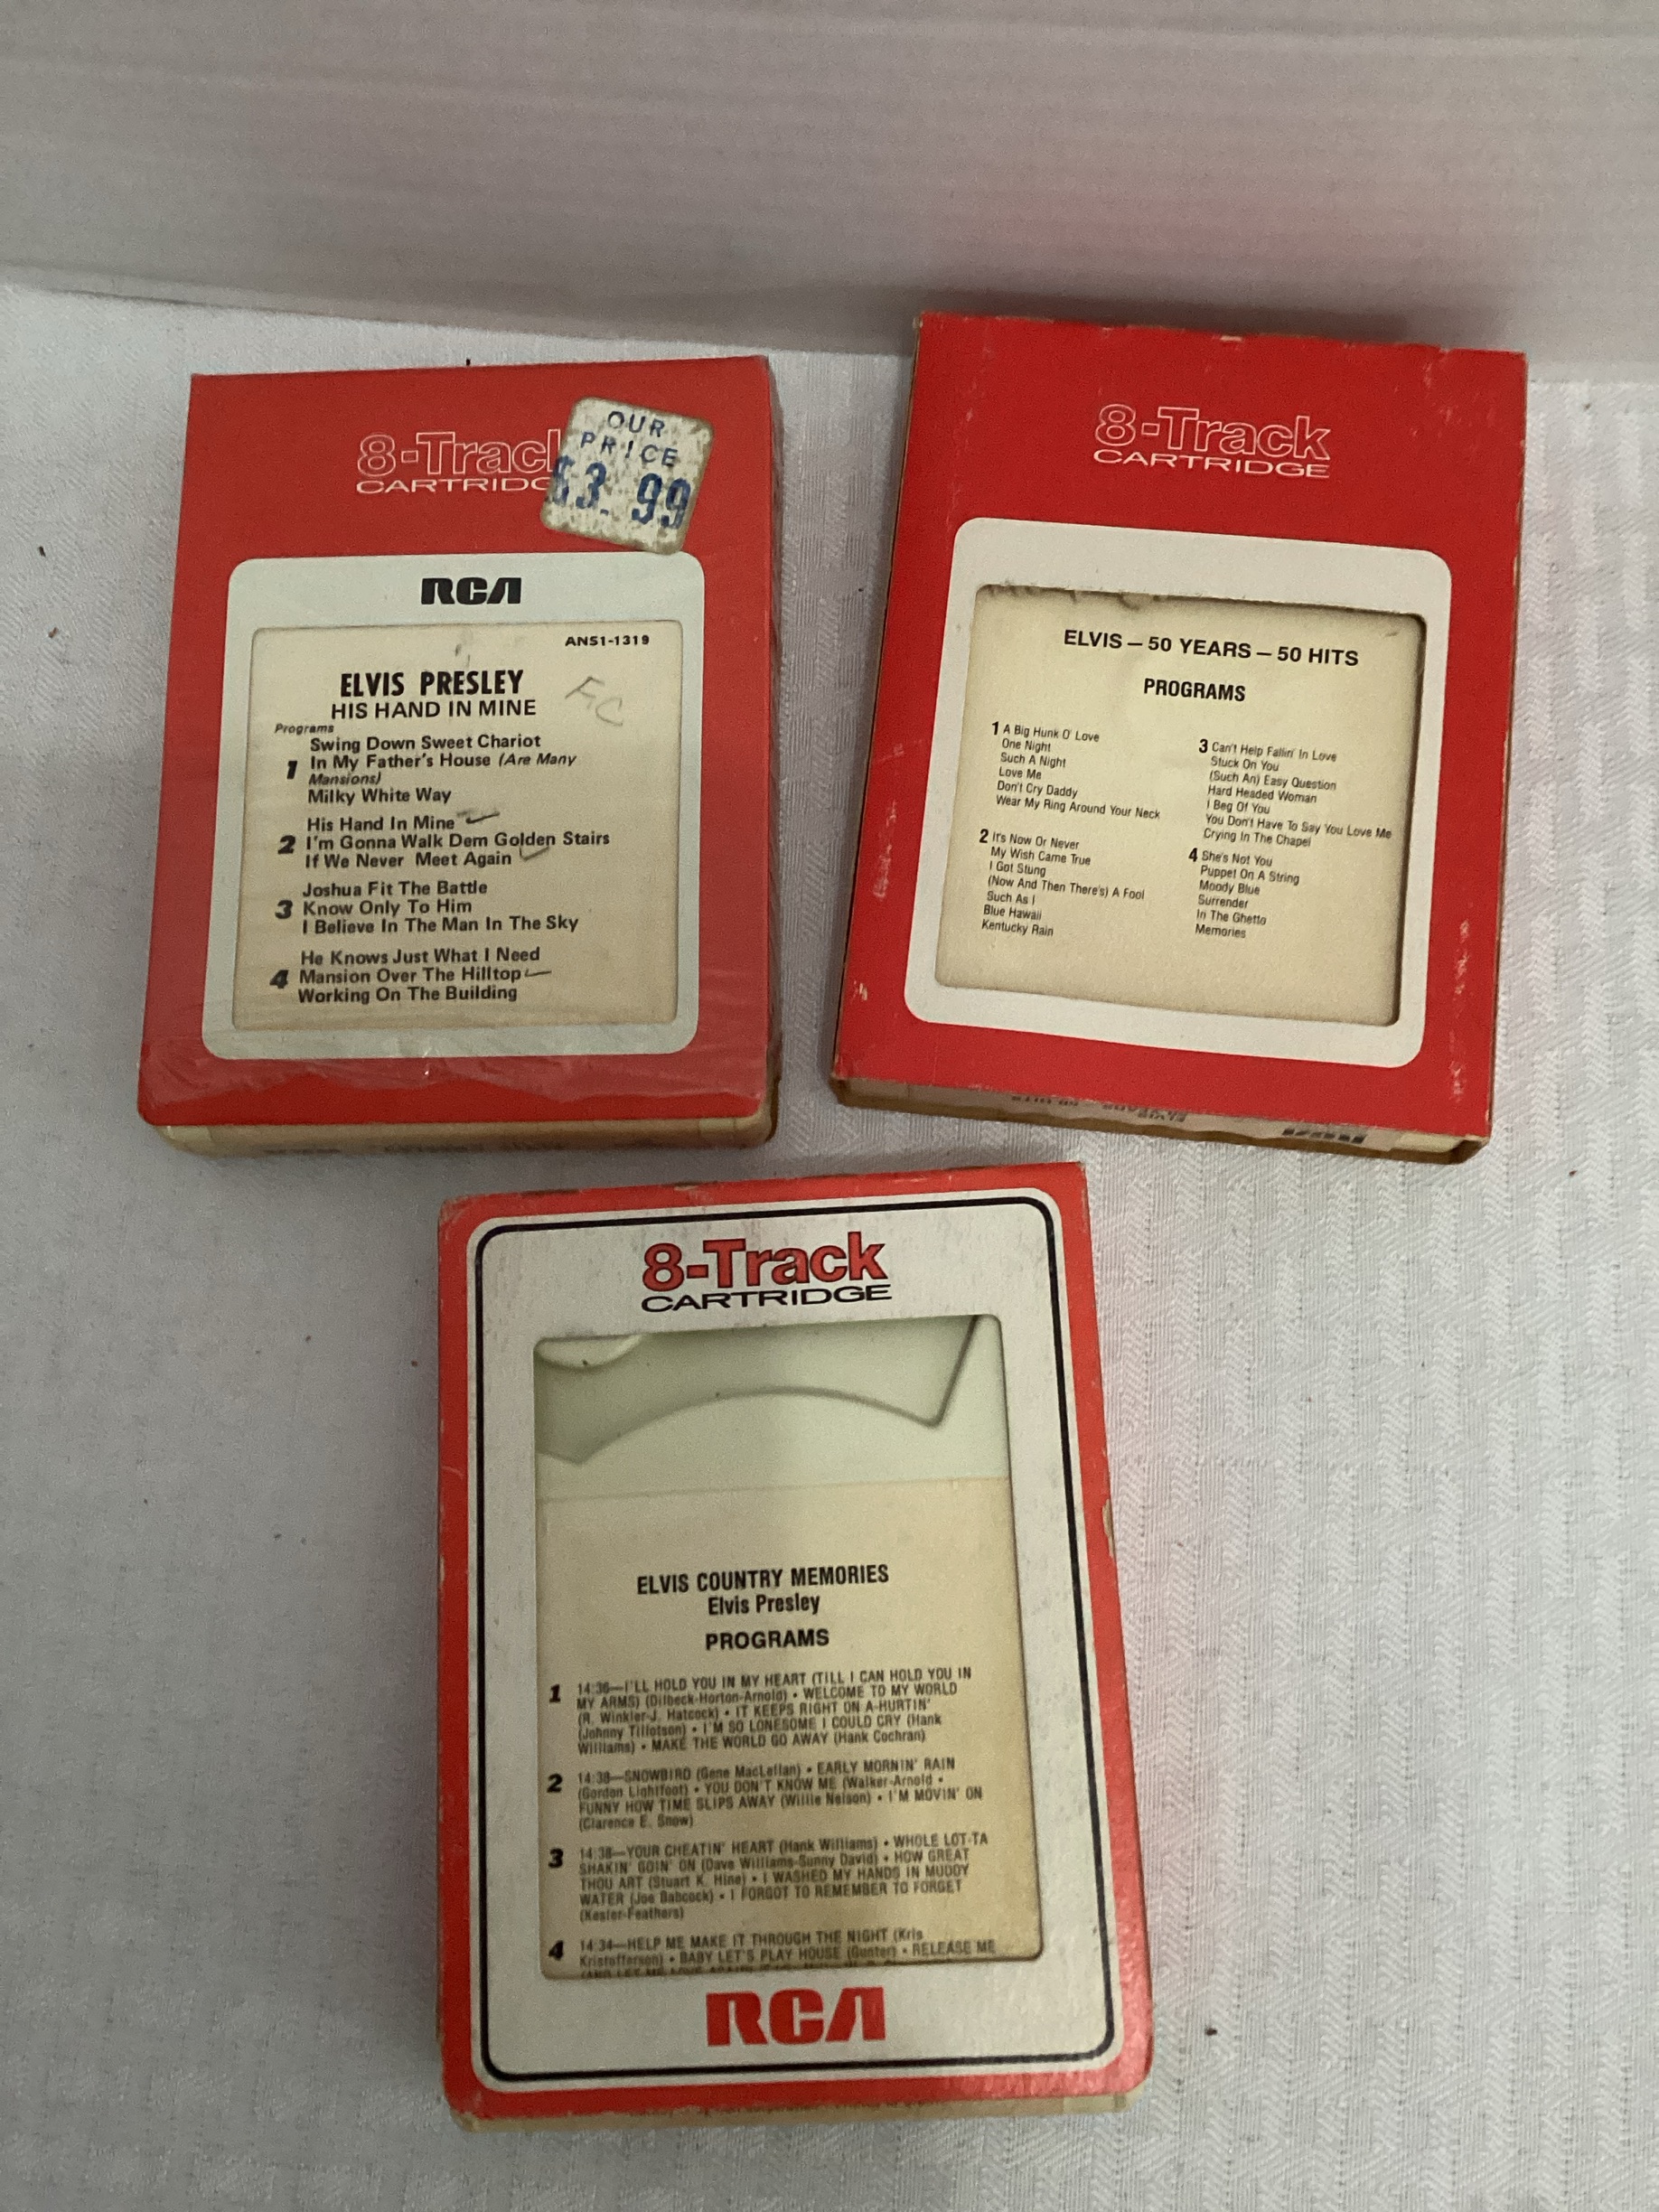 8-Track
CARTRIDG
OUR
PRICE
$3.99
RCA
ANS1-1319
ELVIS PRESLEY
HIS HAND IN MINE
FC
Programs
Swing Down Sweet Chariot
1 In My Father's House (Are Many
Mansions)
Milky White Way
His Hand In Mine
2 I'm Gonna Walk Dem Golden Stairs
If We Never Meet Again
Joshua Fit The Battle
3 Know Only To Him
I Believe In The Man In The Sky
He Knows Just What I Need
4 Mansion Over The Hilltop
Working On The Building
8-Track
CARTRIDGE
ELVIS – 50 YEARS – 50 HITS
PROGRAMS
1 A Big Hunk O' Love
One Night
Such A Night
Love Me
Don't Cry Daddy
Wear My Ring Around Your Neck
2 It's Now Or Never
My Wish Came True
I Got Stung
(Now And Then There's) A Fool
Such As I
Blue Hawaii
Kentucky Rain
3 Can't Help Fallin' In Love
Stuck On You
(Such An) Easy Question
Hard Headed Woman
I Beg Of You
You Don't Have To Say You Love Me
Crying In The Chapel
4 She's Not You
Puppet On A String
Moody Blue
Surrender
In The Ghetto
Memories
8-Track
CARTRIDGE
ELVIS COUNTRY MEMORIES
Elvis Presley
PROGRAMS
1 14:36—I'LL HOLD YOU IN MY HEART (TILL I CAN HOLD YOU IN
MY ARMS) (Dilbeck-Horton-Arnold) • WELCOME TO MY WORLD
(R. Winkler-J. Hatcock) • IT KEEPS RIGHT ON A-HURTIN'
(Johnny Tillotson) • I'M SO LONESOME I COULD CRY (Hank
Williams) • MAKE THE WORLD GO AWAY (Hank Cochran)
2 14:38—SNOWBIRD (Gene MacLellan) • EARLY MORNIN' RAIN
(Gordon Lightfoot) • YOU DON'T KNOW ME (Walker-Arnold •
FUNNY HOW TIME SLIPS AWAY (Willie Nelson) • I'M MOVIN' ON
(Clarence E. Snow)
3 14:38—YOUR CHEATIN' HEART (Hank Williams) • WHOLE LOT-TA
SHAKIN' GOIN' ON (Dave Williams-Sunny David) • HOW GREAT
THOU ART (Stuart K. Hine) • I WASHED MY HANDS IN MUDDY
WATER (Joe Babcock) • I FORGOT TO REMEMBER TO FORGET
(Kesler-Feathers)
4 14:34—HELP ME MAKE IT THROUGH THE NIGHT (Kris
Kristofferson) • BABY LET'S PLAY HOUSE (Gunter) • RELEASE ME
RCA